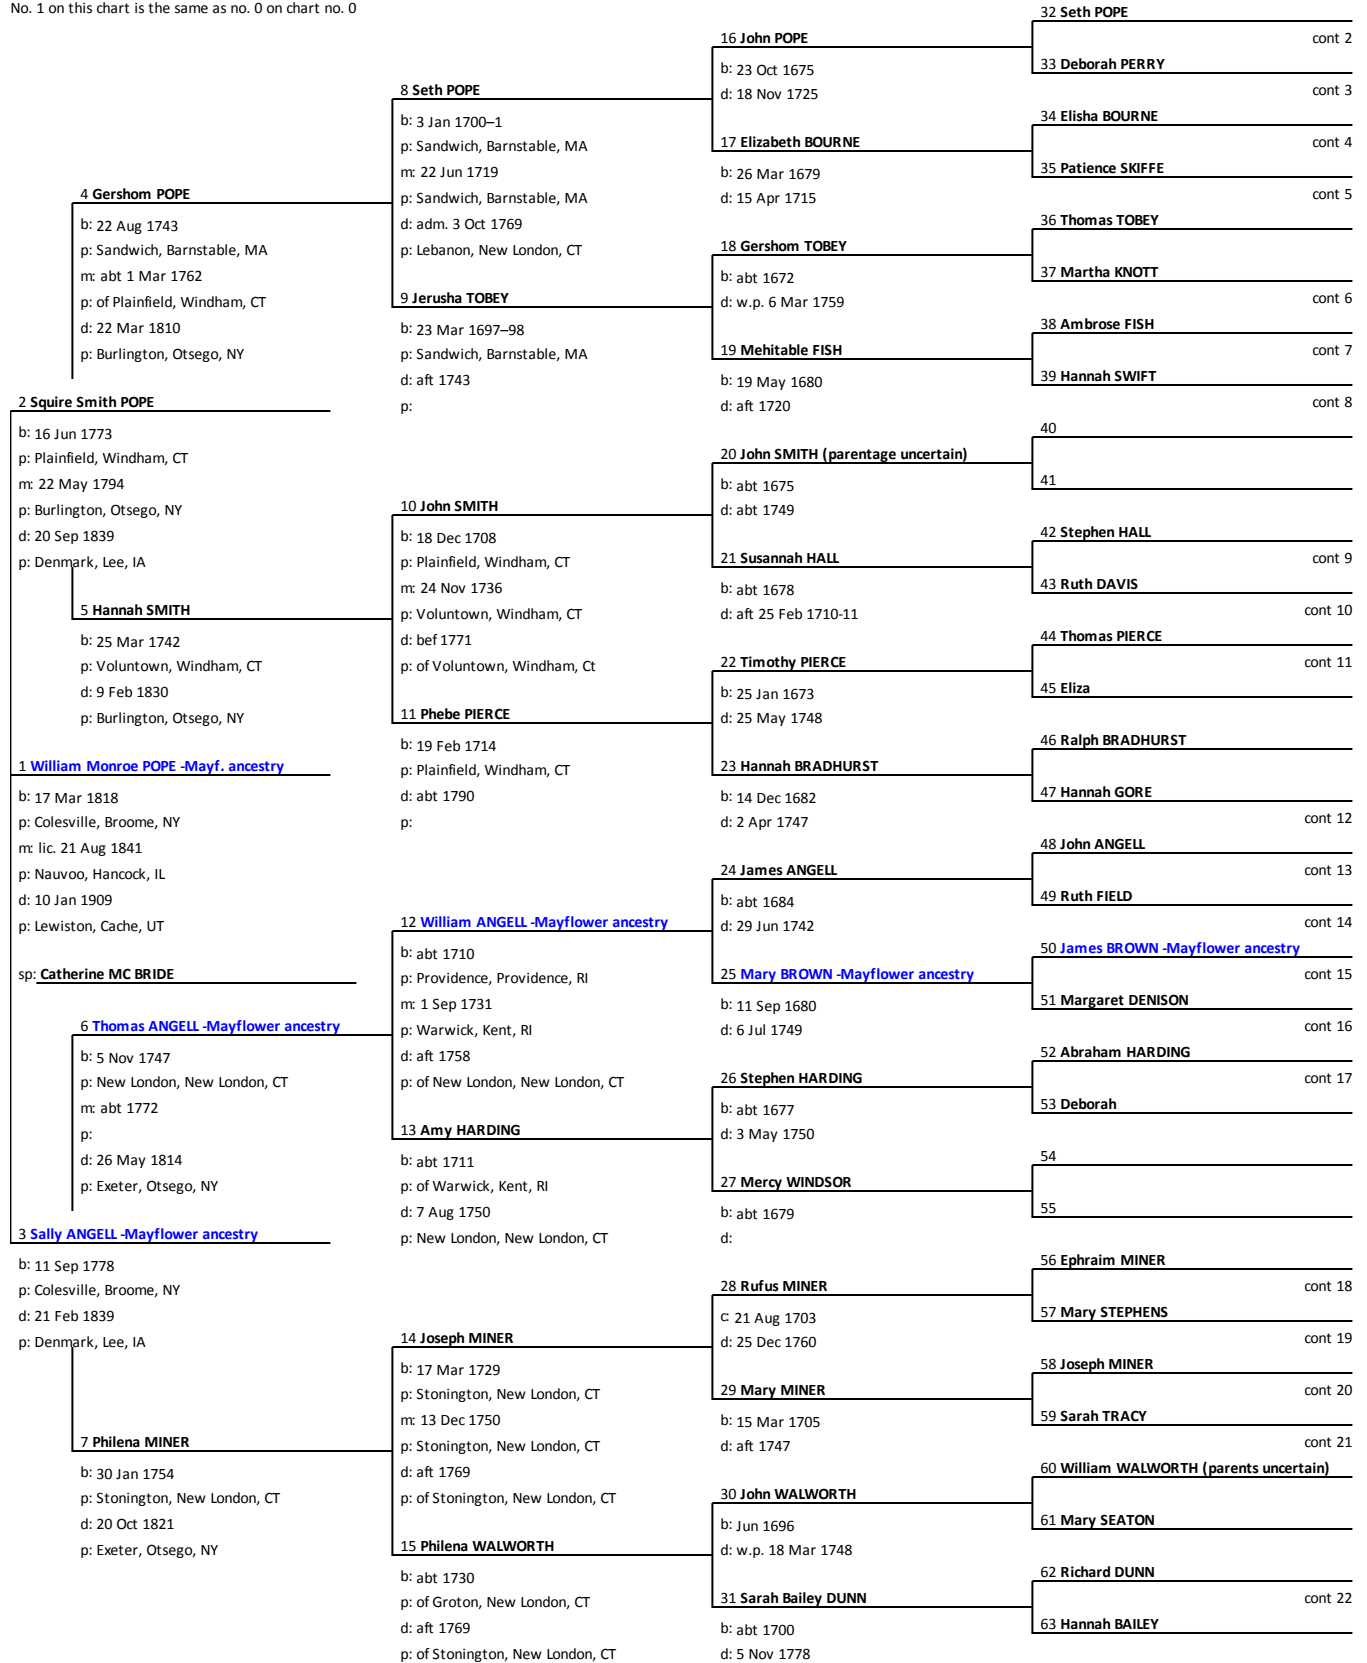 No. 1 on this chart is the same as no. 0 on chart no. 0
2 Squire Smith POPE
b: 16 Jun 1773
p: Plainfield, Windham, CT
m: 22 May 1794
p: Burlington, Otsego, NY
d: 20 Sep 1839
p: Denmark, Lee, IA
1 William Monroe POPE -Mayf. ancestry
b: 17 Mar 1818
p: Colesville, Broome, NY
m: lic. 21 Aug 1841
p: Nauvoo, Hancock, IL
d: 10 Jan 1909
p: Lewiston, Cache, UT
sp: Catherine MC BRIDE
3 Sally ANGELL -Mayflower ancestry
b: 11 Sep 1778
p: Colesville, Broome, NY
d: 21 Feb 1839
p: Denmark, Lee, IA
4 Gershom POPE
b: 22 Aug 1743
p: Sandwich, Barnstable, MA
m: abt 1 Mar 1762
p: of Plainfield, Windham, CT
d: 22 Mar 1810
p: Burlington, Otsego, NY
5 Hannah SMITH
b: 25 Mar 1742
p: Voluntown, Windham, CT
d: 9 Feb 1830
p: Burlington, Otsego, NY
6 Thomas ANGELL -Mayflower ancestry
b: 5 Nov 1747
p: New London, New London, CT
m: abt 1772
p:
d: 26 May 1814
p: Exeter, Otsego, NY
7 Philena MINER
b: 30 Jan 1754
p: Stonington, New London, CT
d: 20 Oct 1821
p: Exeter, Otsego, NY
8 Seth POPE
b: 3 Jan 1700–1
p: Sandwich, Barnstable, MA
m: 22 Jun 1719
p: Sandwich, Barnstable, MA
d: adm. 3 Oct 1769
p: Lebanon, New London, CT
9 Jerusha TOBEY
b: 23 Mar 1697–98
p: Sandwich, Barnstable, MA
d: aft 1743
p:
10 John SMITH
b: 18 Dec 1708
p: Plainfield, Windham, CT
m: 24 Nov 1736
p: Voluntown, Windham, CT
d: bef 1771
p: of Voluntown, Windham, Ct
11 Phebe PIERCE
b: 19 Feb 1714
p: Plainfield, Windham, CT
d: abt 1790
p:
12 William ANGELL -Mayflower ancestry
b: abt 1710
p: Providence, Providence, RI
m: 1 Sep 1731
p: Warwick, Kent, RI
d: aft 1758
p: of New London, New London, CT
13 Amy HARDING
b: abt 1711
p: of Warwick, Kent, RI
d: 7 Aug 1750
p: New London, New London, CT
14 Joseph MINER
b: 17 Mar 1729
p: Stonington, New London, CT
m: 13 Dec 1750
p: Stonington, New London, CT
d: aft 1769
p: of Stonington, New London, CT
15 Philena WALWORTH
b: abt 1730
p: of Groton, New London, CT
d: aft 1769
p: of Stonington, New London, CT
16 John POPE
b: 23 Oct 1675
d: 18 Nov 1725
17 Elizabeth BOURNE
b: 26 Mar 1679
d: 15 Apr 1715
18 Gershom TOBEY
b: abt 1672
d: w.p. 6 Mar 1759
19 Mehitable FISH
b: 19 May 1680
d: aft 1720
20 John SMITH (parentage uncertain)
b: abt 1675
d: abt 1749
21 Susannah HALL
b: abt 1678
d: aft 25 Feb 1710-11
22 Timothy PIERCE
b: 25 Jan 1673
d: 25 May 1748
23 Hannah BRADHURST
b: 14 Dec 1682
d: 2 Apr 1747
24 James ANGELL
b: abt 1684
d: 29 Jun 1742
25 Mary BROWN -Mayflower ancestry
b: 11 Sep 1680
d: 6 Jul 1749
26 Stephen HARDING
b: abt 1677
d: 3 May 1750
27 Mercy WINDSOR
b: abt 1679
d:
28 Rufus MINER
c: 21 Aug 1703
d: 25 Dec 1760
29 Mary MINER
b: 15 Mar 1705
d: aft 1747
30 John WALWORTH
b: Jun 1696
d: w.p. 18 Mar 1748
31 Sarah Bailey DUNN
b: abt 1700
d: 5 Nov 1778
32 Seth POPE
cont 2
33 Deborah PERRY
cont 3
34 Elisha BOURNE
cont 4
35 Patience SKIFFE
cont 5
36 Thomas TOBEY
37 Martha KNOTT
cont 6
38 Ambrose FISH
cont 7
39 Hannah SWIFT
cont 8
40
41
42 Stephen HALL
cont 9
43 Ruth DAVIS
cont 10
44 Thomas PIERCE
cont 11
45 Eliza
46 Ralph BRADHURST
47 Hannah GORE
cont 12
48 John ANGELL
cont 13
49 Ruth FIELD
cont 14
50 James BROWN -Mayflower ancestry
cont 15
51 Margaret DENISON
cont 16
52 Abraham HARDING
cont 17
53 Deborah
54
55
56 Ephraim MINER
cont 18
57 Mary STEPHENS
cont 19
58 Joseph MINER
cont 20
59 Sarah TRACY
cont 21
60 William WALWORTH (parents uncertain)
61 Mary SEATON
62 Richard DUNN
cont 22
63 Hannah BAILEY